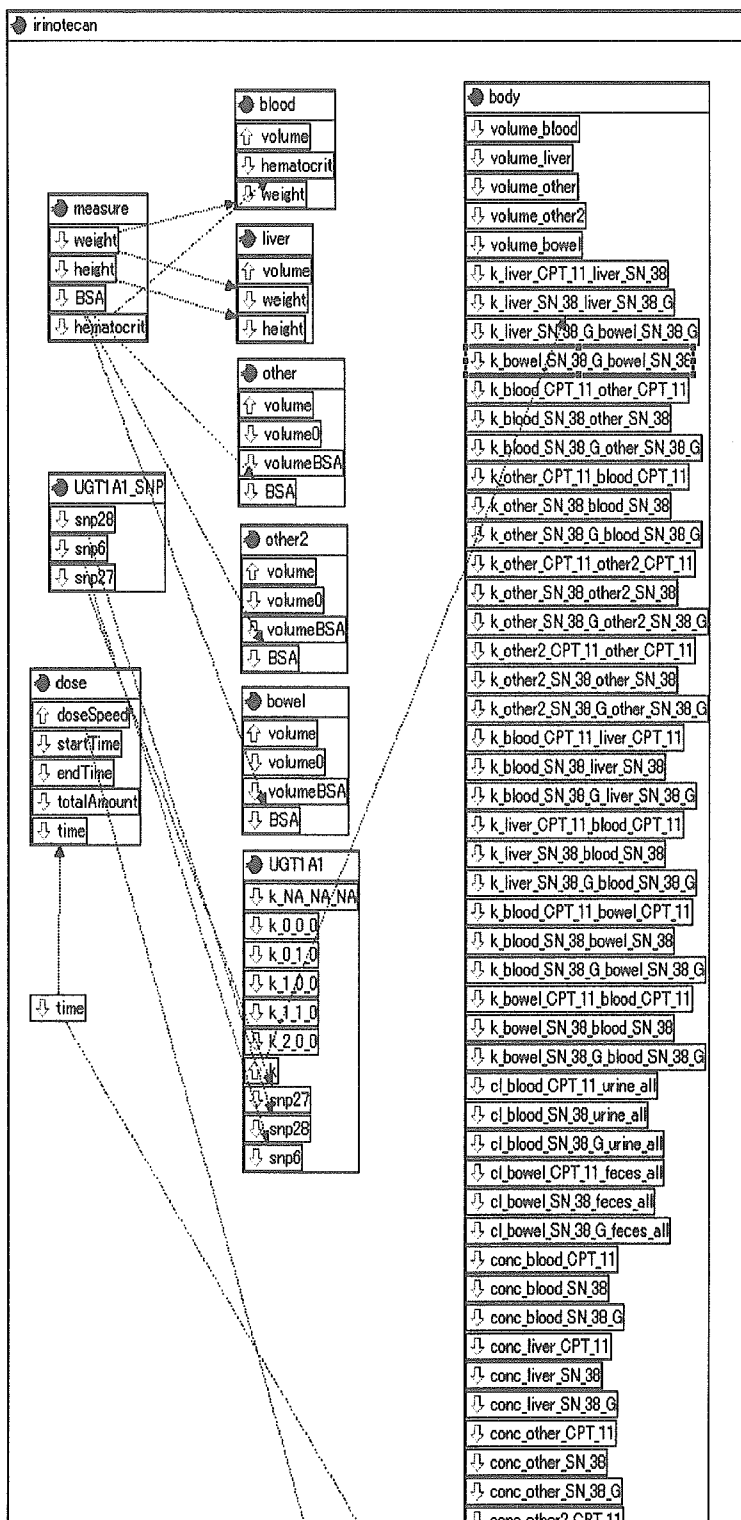 irinotecan
blood
volume
hematocrit
weight
measure
weight
height
BSA
hematocrit
liver
volume
weight
height
other
volume
volume0
volumeBSA
BSA
UGT1A1_SNP
snp28
snp6
snp27
other2
volume
volume0
volumeBSA
BSA
dose
doseSpeed
startTime
endTime
totalAmount
time
bowel
volume
volume0
volumeBSA
BSA
time
UGT1A1
k_NA_NA_NA
k_0_0_0
k_0_1_0
k_1_0_0
k_1_1_0
k_2_0_0
k
snp27
snp28
snp6
body
volume_blood
volume_liver
volume_other
volume_other2
volume_bowel
k_liver_CPT_11_liver_SN_38
k_liver_SN_38_liver_SN_38_G
k_liver_SN_38_G_bowel_SN_38_G
k_bowel_SN_38_G_bowel_SN_38
k_blood_CPT_11_other_CPT_11
k_blood_SN_38_other_SN_38
k_blood_SN_38_G_other_SN_38_G
k_other_CPT_11_blood_CPT_11
k_other_SN_38_blood_SN_38
k_other_SN_38_G_blood_SN_38_G
k_other_CPT_11_other2_CPT_11
k_other_SN_38_other2_SN_38
k_other_SN_38_G_other2_SN_38_G
k_other2_CPT_11_other_CPT_11
k_other2_SN_38_other_SN_38
k_other2_SN_38_G_other_SN_38_G
k_blood_CPT_11_liver_CPT_11
k_blood_SN_38_liver_SN_38
k_blood_SN_38_G_liver_SN_38_G
k_liver_CPT_11_blood_CPT_11
k_liver_SN_38_blood_SN_38
k_liver_SN_38_G_blood_SN_38_G
k_blood_CPT_11_bowel_CPT_11
k_blood_SN_38_bowel_SN_38
k_blood_SN_38_G_bowel_SN_38_G
k_bowel_CPT_11_blood_CPT_11
k_bowel_SN_38_blood_SN_38
k_bowel_SN_38_G_blood_SN_38_G
cl_blood_CPT_11_urine_all
cl_blood_SN_38_urine_all
cl_blood_SN_38_G_urine_all
cl_bowel_CPT_11_feces_all
cl_bowel_SN_38_feces_all
cl_bowel_SN_38_G_feces_all
conc_blood_CPT_11
conc_blood_SN_38
conc_blood_SN_38_G
conc_liver_CPT_11
conc_liver_SN_38
conc_liver_SN_38_G
conc_other_CPT_11
conc_other_SN_38
conc_other_SN_38_G
conc_other2_CPT_11